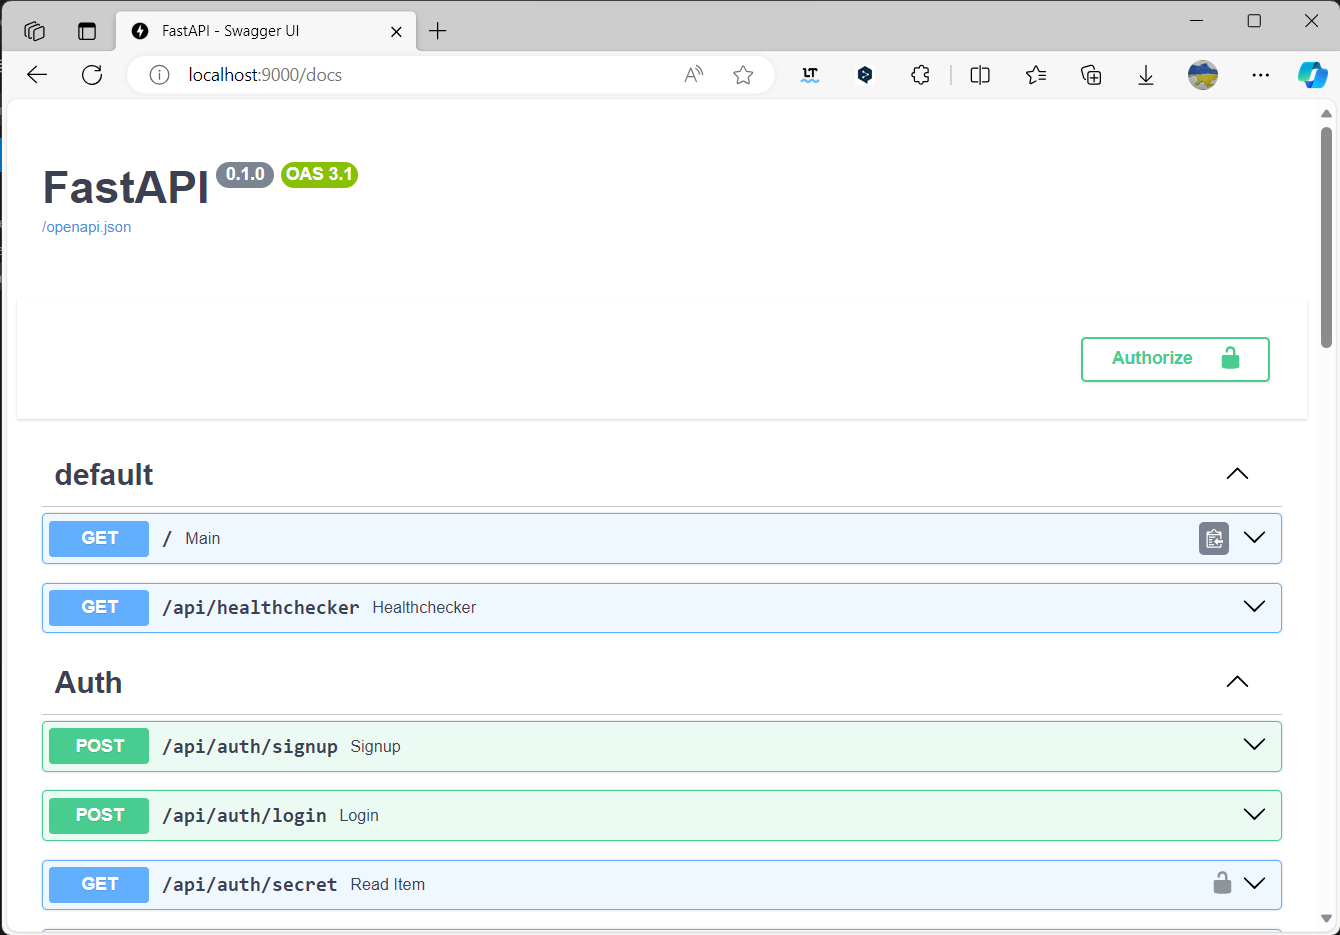 FastAPI - Swagger UI
localhost:9000/docs
A
LT
FastAPI 0.1.0 OAS 3.1
/openapi.json
Authorize
default
GET / Main
GET /api/healthchecker Healthchecker
Auth
POST /api/auth/signup Signup
POST /api/auth/login Login
GET /api/auth/secret Read Item